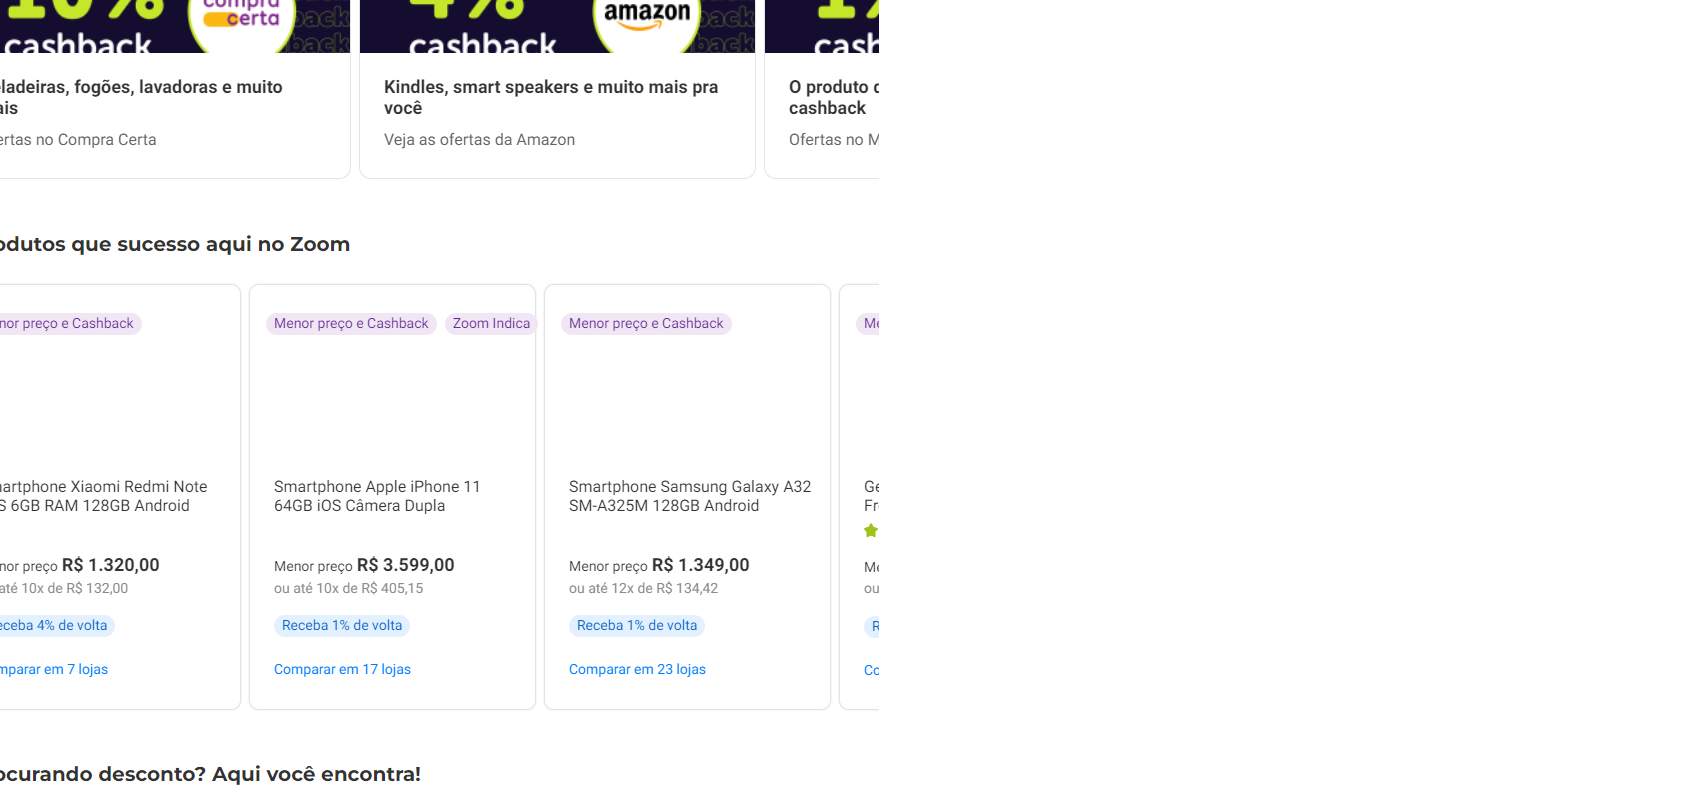 10%
compra
certa
cashback
back
back
4%
amazon
cashback
back
back
1%
cash
ladeiras, fogões, lavadoras e muito
ais
ertas no Compra Certa
Kindles, smart speakers e muito mais pra
você
Veja as ofertas da Amazon
O produto
cashback
Ofertas no M
odutos que sucesso aqui no Zoom
nor preço e Cashback
artphone Xiaomi Redmi Note
S 6GB RAM 128GB Android
nor preço R$ 1.320,00
até 10x de R$ 132,00
eceba 4% de volta
mparar em 7 lojas
Menor preço e Cashback
Zoom Indica
Smartphone Apple iPhone 11
64GB iOS Câmera Dupla
Menor preço R$ 3.599,00
ou até 10x de R$ 405,15
Receba 1% de volta
Comparar em 17 lojas
Menor preço e Cashback
Smartphone Samsung Galaxy A32
SM-A325M 128GB Android
Menor preço R$ 1.349,00
ou até 12x de R$ 134,42
Receba 1% de volta
Comparar em 23 lojas
Me
Ge
Fr
Me
ou
R
Co
ocurando desconto? Aqui você encontra!